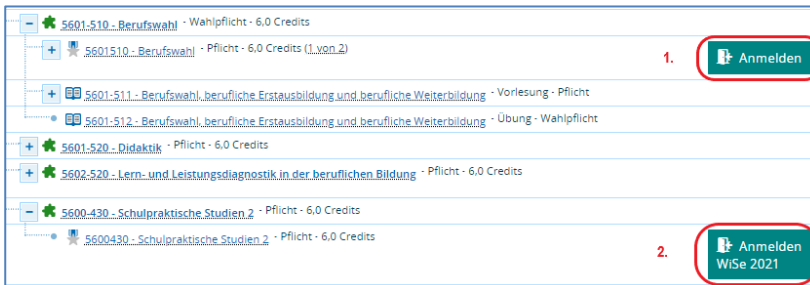 5601-510 - Berufswahl - Wahlpflicht - 6,0 Credits
5601510 - Berufswahl - Pflicht - 6,0 Credits (1 von 2)
1. Anmelden
5601-511 - Berufswahl, berufliche Erstausbildung und berufliche Weiterbildung - Vorlesung - Pflicht
5601-512 - Berufswahl, berufliche Erstausbildung und berufliche Weiterbildung - Übung - Wahlpflicht
5601-520 - Didaktik - Pflicht - 6,0 Credits
5602-520 - Lern- und Leistungsdiagnostik in der beruflichen Bildung - Pflicht - 6,0 Credits
5600-430 - Schulpraktische Studien 2 - Pflicht - 6,0 Credits
5600430 - Schulpraktische Studien 2 - Pflicht - 6,0 Credits
2. Anmelden
WiSe 2021